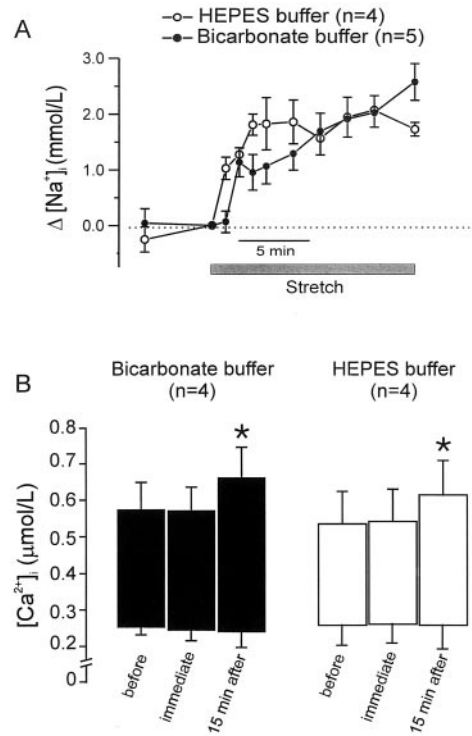 A
HEPES buffer (n=4)
Bicarbonate buffer (n=5)
Δ [Na⁺]i (mmol/L)
3.0
2.0
1.0
0.0
5 min
Stretch
B
Bicarbonate buffer
(n=4)
HEPES buffer
(n=4)
[Ca²⁺]i (μmol/L)
0.8
0.7
0.6
0.5
0.4
0.3
0.2
0
*
*
before
immediate
15 min after
before
immediate
15 min after